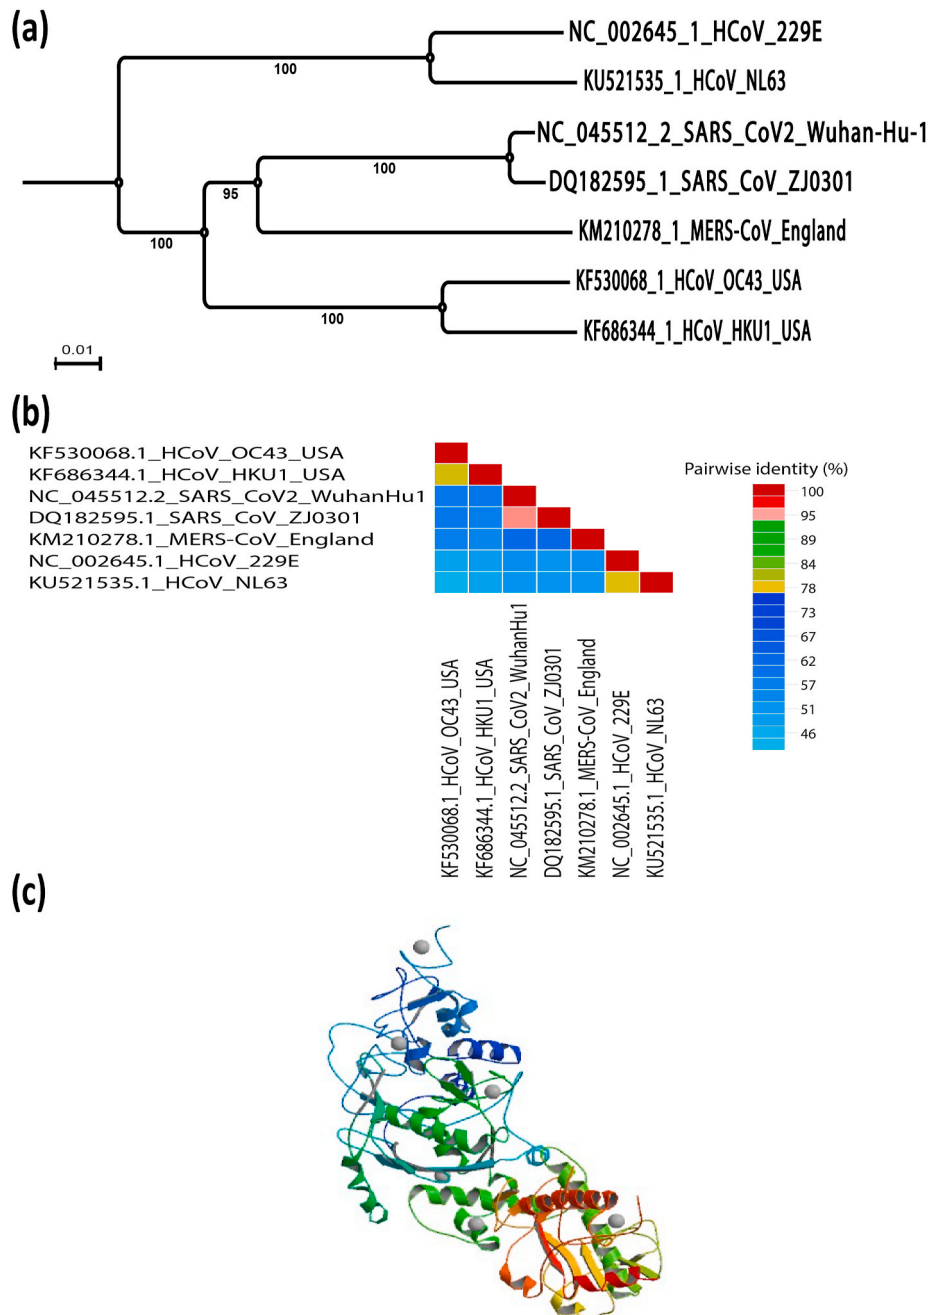 (a)
NC_002645_1_HCoV_229E
100
KU521535_1_HCoV_NL63
NC_045512_2_SARS_CoV2_Wuhan-Hu-1
100
DQ182595_1_SARS_CoV_ZJ0301
95
KM210278_1_MERS-CoV_England
100
KF530068_1_HCoV_OC43_USA
100
KF686344_1_HCoV_HKU1_USA
0.01
(b)
KF530068.1_HCoV_OC43_USA
KF686344.1_HCoV_HKU1_USA
NC_045512.2_SARS_CoV2_WuhanHu1
DQ182595.1_SARS_CoV_ZJ0301
KM210278.1_MERS-CoV_England
NC_002645.1_HCoV_229E
KU521535.1_HCoV_NL63
Pairwise identity (%)
100
95
89
84
78
73
67
62
57
51
46
KF530068.1_HCoV_OC43_USA
KF686344.1_HCoV_HKU1_USA
NC_045512.2_SARS_CoV2_WuhanHu1
DQ182595.1_SARS_CoV_ZJ0301
KM210278.1_MERS-CoV_England
NC_002645.1_HCoV_229E
KU521535.1_HCoV_NL63
(c)